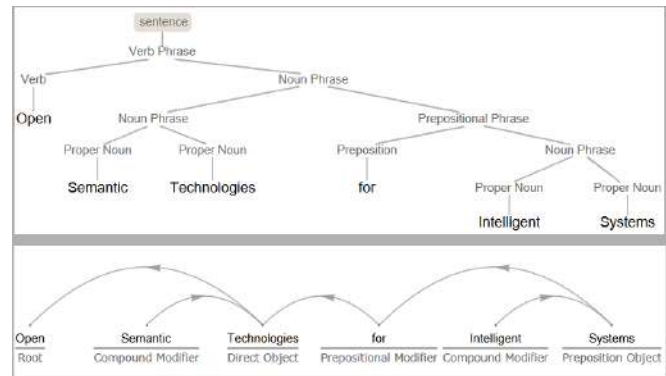 sentence
Verb Phrase
Verb Noun Phrase
Open Noun Phrase Prepositional Phrase
Proper Noun Proper Noun Preposition Noun Phrase
Semantic Technologies for Proper Noun Proper Noun
Intelligent Systems
Open Semantic Technologies for Intelligent Systems
Root Compound Modifier Direct Object Prepositional Modifier Compound Modifier Preposition Object